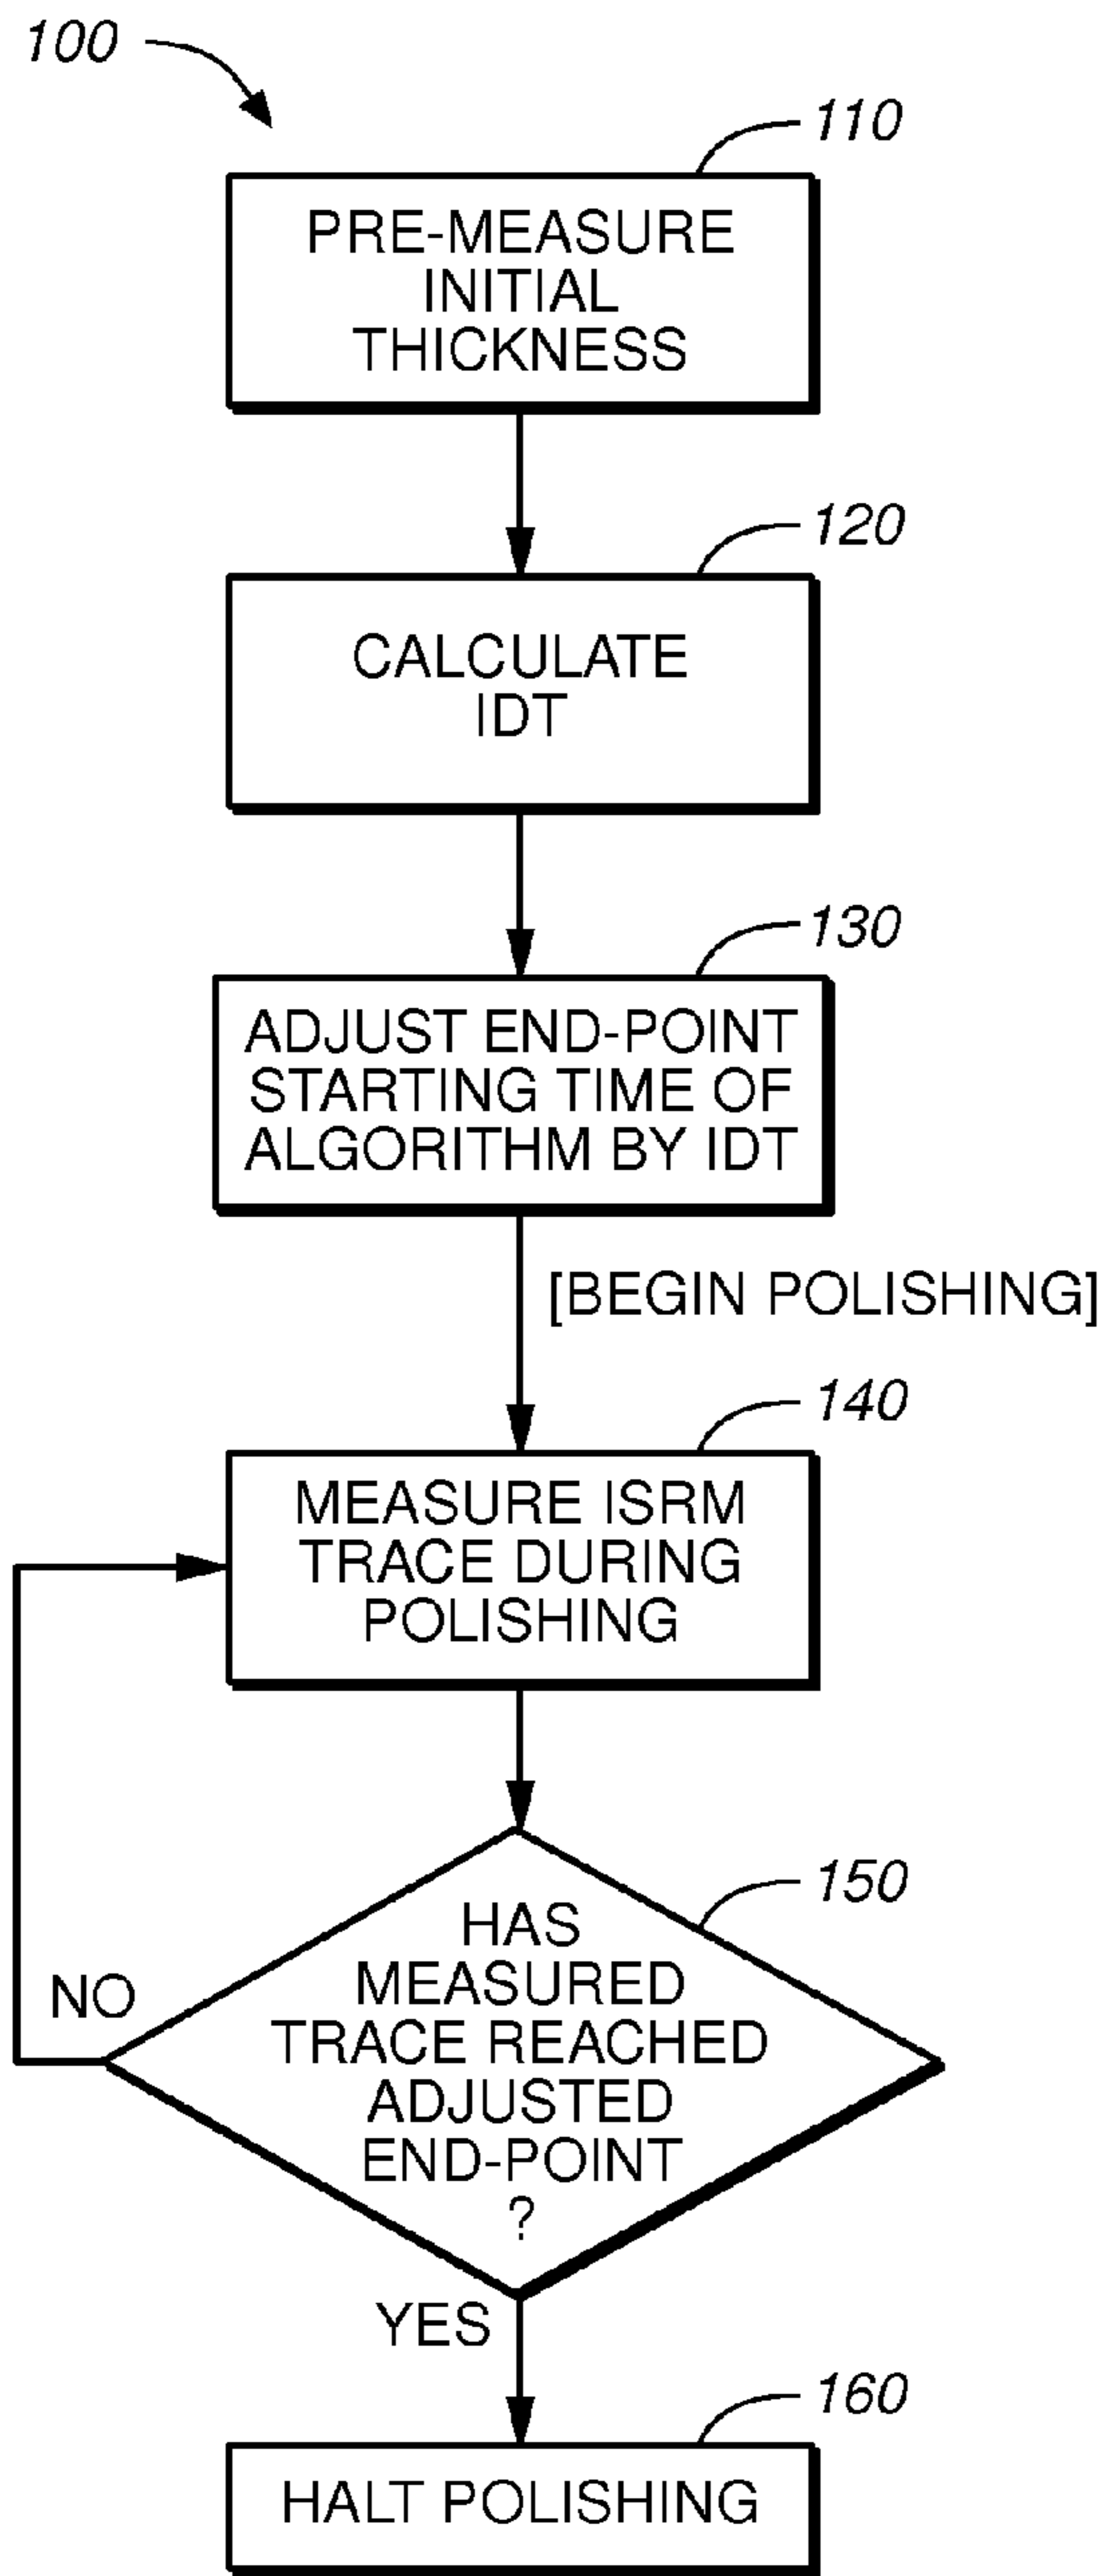 100
110
PRE-MEASURE
INITIAL
THICKNESS
120
CALCULATE
IDT
130
ADJUST END-POINT
STARTING TIME OF
ALGORITHM BY IDT
[BEGIN POLISHING]
140
MEASURE ISRM
TRACE DURING
POLISHING
150
HAS
MEASURED
TRACE REACHED
ADJUSTED
END-POINT
?
NO
YES
160
HALT POLISHING